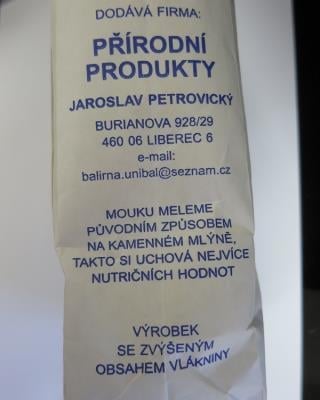 DODÁVÁ FIRMA:
PŘÍRODNÍ
PRODUKTY
JAROSLAV PETROVICKÝ
BURIANOVA 928/29
460 06 LIBEREC 6
e-mail:
balirna.unibal@seznam.cz
MOUKU MELEME
PŮVODNÍM ZPŮSOBEM
NA KAMENNÉM MLÝNĚ,
TAKTO SI UCHOVÁ NEJVÍCE
NUTRIČNÍCH HODNOT
VÝROBEK
SE ZVÝŠENÝM
OBSAHEM VLÁKNINY